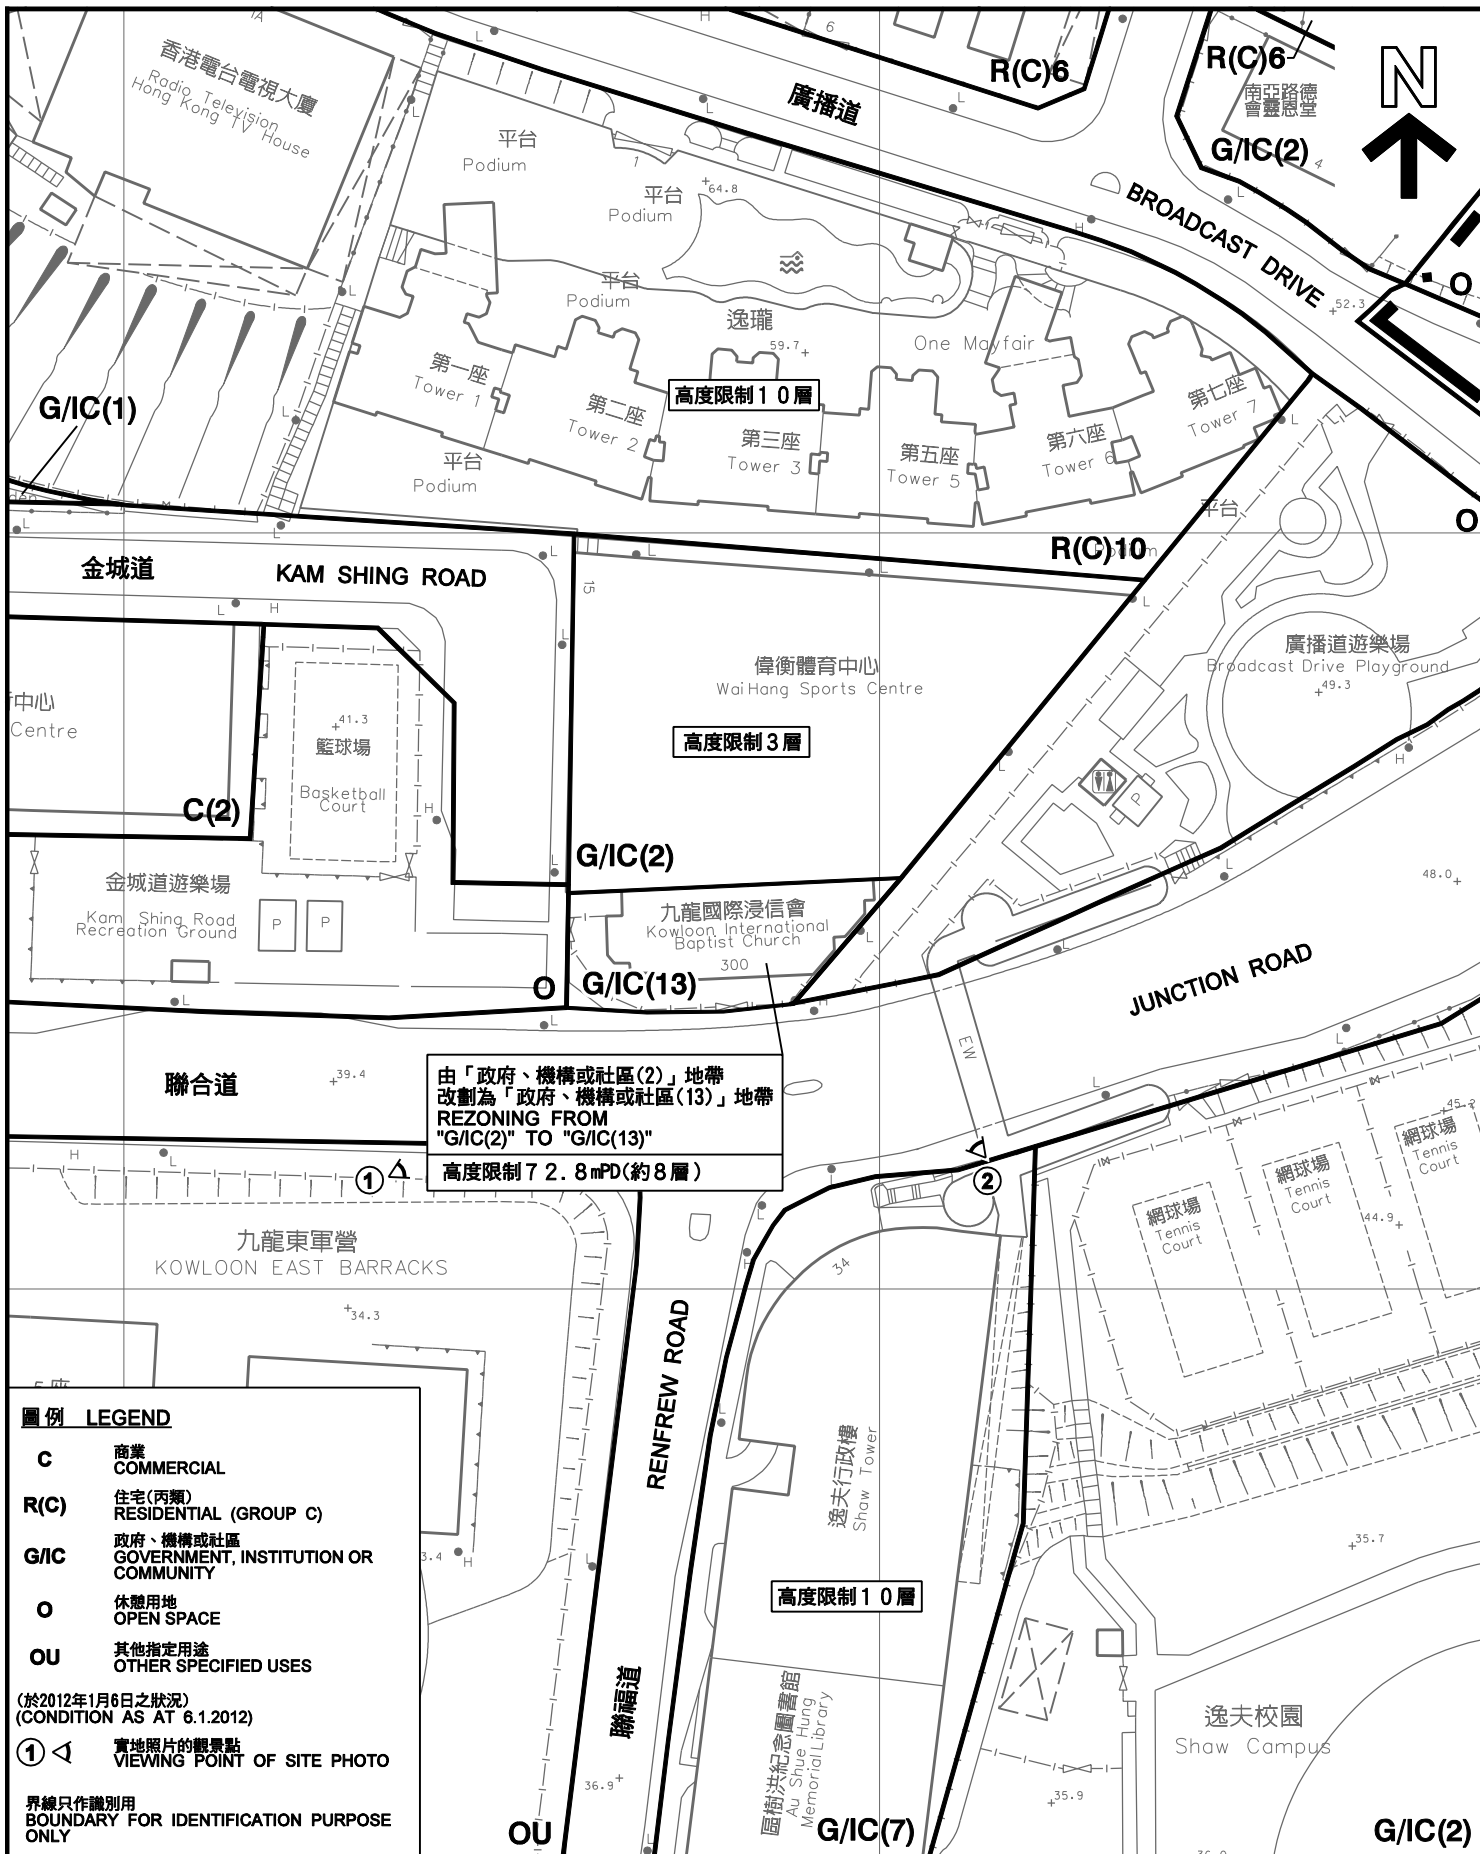 6
R(C)6
R(C)6
N
香港電台電視大廈
Radio Television
Hong Kong TV House
廣播道
南亞路德
會靈恩堂
G/IC(2)
4
平台
Podium
1
平台
Podium
64.8
BROADCAST DRIVE
O
52.3
平台
Podium
逸瓏
59.7
One Mayfair
第一座
Tower 1
第二座
Tower 2
高度限制10層
第三座
Tower 3
第五座
Tower 5
第六座
Tower 6
第七座
Tower 7
G/IC(1)
平台
Podium
平台
Podium
O
R(C)10
金城道
KAM SHING ROAD
15
偉衡體育中心
Wai Hang Sports Centre
廣播道遊樂場
Broadcast Drive Playground
49.3
中心
Centre
41.3
籃球場
Basketball
Court
高度限制3層
P
C(2)
G/IC(2)
金城道遊樂場
Kam Shing Road
Recreation Ground
P
P
九龍國際浸信會
Kowloon International
Baptist Church
300
48.0
O
G/IC(13)
JUNCTION ROAD
EW
聯合道
39.4
由「政府、機構或社區(2)」地帶
改劃為「政府、機構或社區(13)」地帶
REZONING FROM
"G/IC(2)" TO "G/IC(13)"
高度限制72.8mPD(約8層)
1
2
45.2
網球場
Tennis
Court
網球場
Tennis
Court
網球場
Tennis
Court
44.9
九龍東軍營
KOWLOON EAST BARRACKS
34.3
34
RENFREW ROAD
逸夫行政樓
Shaw Tower
35.7
3.4
高度限制10層
聯福道
36.9
區樹洪紀念圖書館
Au Shue Hung
Memorial Library
逸夫校園
Shaw Campus
35.9
OU
G/IC(7)
G/IC(2)
圖例 LEGEND
C 商業
COMMERCIAL
R(C) 住宅(丙類)
RESIDENTIAL (GROUP C)
G/IC 政府、機構或社區
GOVERNMENT, INSTITUTION OR
COMMUNITY
O 休憩用地
OPEN SPACE
OU 其他指定用途
OTHER SPECIFIED USES
(於2012年1月6日之狀況)
(CONDITION AS AT 6.1.2012)
1 實地照片的觀景點
VIEWING POINT OF SITE PHOTO
界線只作識別用
BOUNDARY FOR IDENTIFICATION PURPOSE
ONLY